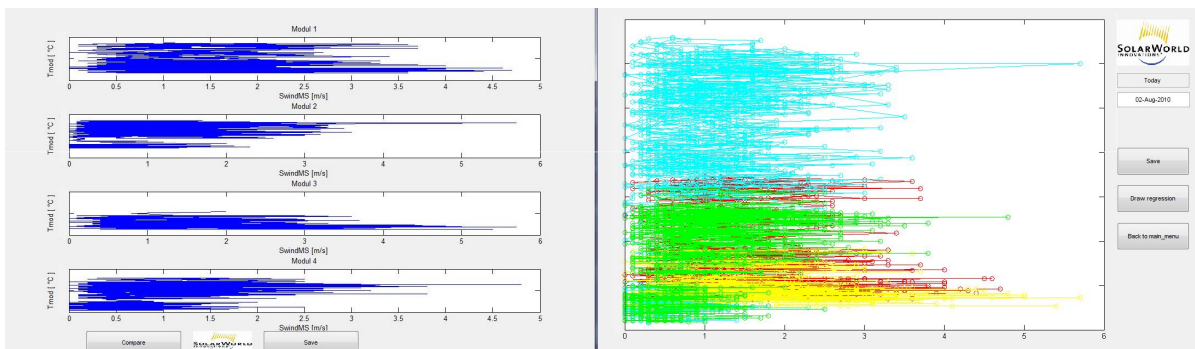 Modul 1
Tmod [ °C]
0 0.5 1 1.5 2 2.5 3 3.5 4 4.5 5
SwindMS [m/s]
Modul 2
Tmod [ °C]
0 1 2 3 4 5 6
SwindMS [m/s]
Modul 3
Tmod [ °C]
0 1 2 3 4 5 6
SwindMS [m/s]
Modul 4
Tmod [ °C]
0 0.5 1 1.5 2 2.5 3 3.5 4 4.5 5
SwindMS [m/s]
Compare
SOLARWORLD
Save
0 1 2 3 4 5 6
SOLARWORLD
INNOVATIONS
Today
02-Aug-2010
Save
Draw regression
Back to main_menu